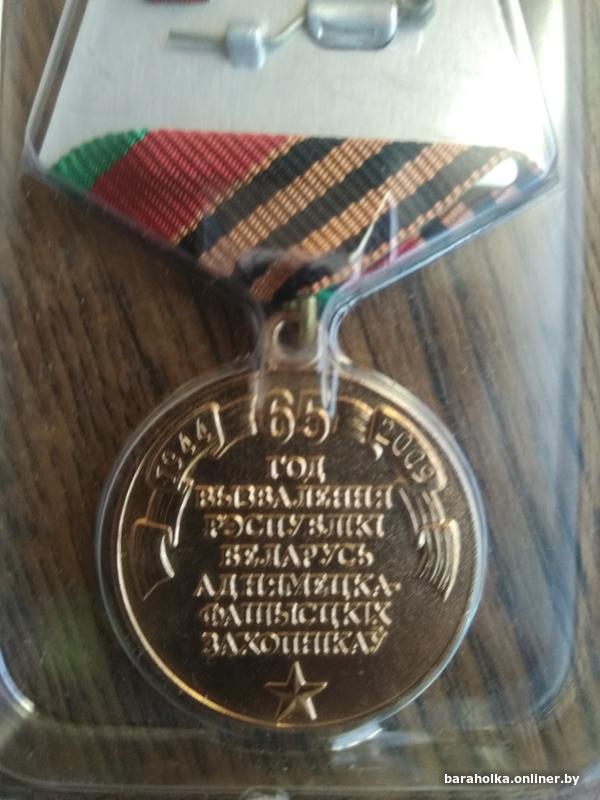 1944 65 2009
ГОД
ВЫЗВАЛЕННЯ
РЭСПУБЛІКІ
БЕЛАРУСЬ
АД НЯМЕЦКА-
ФАШЫСЦКІХ
ЗАХОПНІКАЎ
baraholka.onliner.by